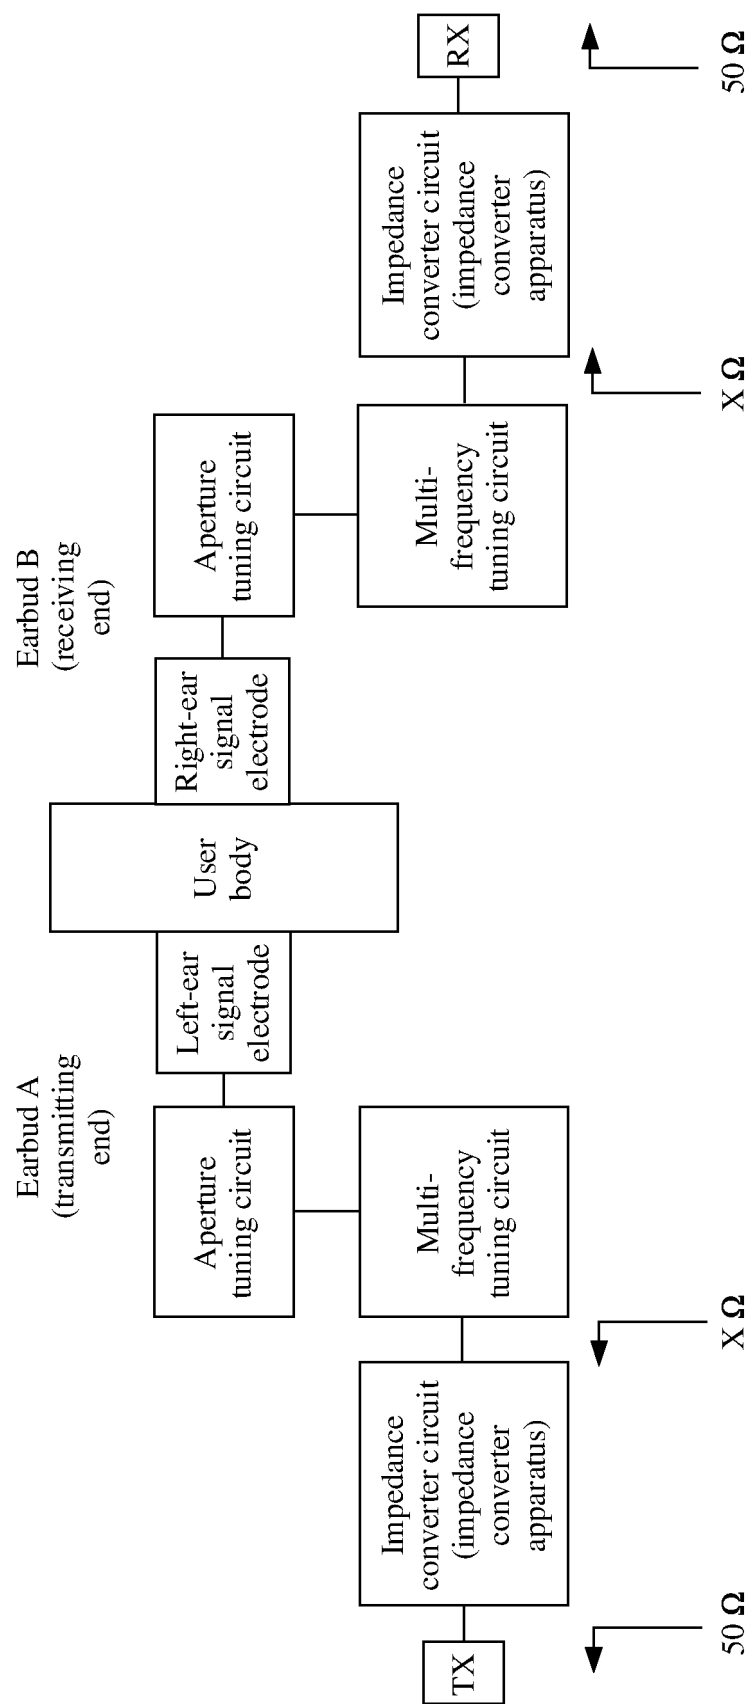 Earbud A
(transmitting
end)
Earbud B
(receiving
end)
Aperture
tuning circuit
Left-ear
signal
electrode
User
body
Right-ear
signal
electrode
Aperture
tuning circuit
TX
Impedance
converter circuit
(impedance
converter
apparatus)
Multi-
frequency
tuning circuit
Multi-
frequency
tuning circuit
Impedance
converter circuit
(impedance
converter
apparatus)
RX
50 Ω
X Ω
X Ω
50 Ω